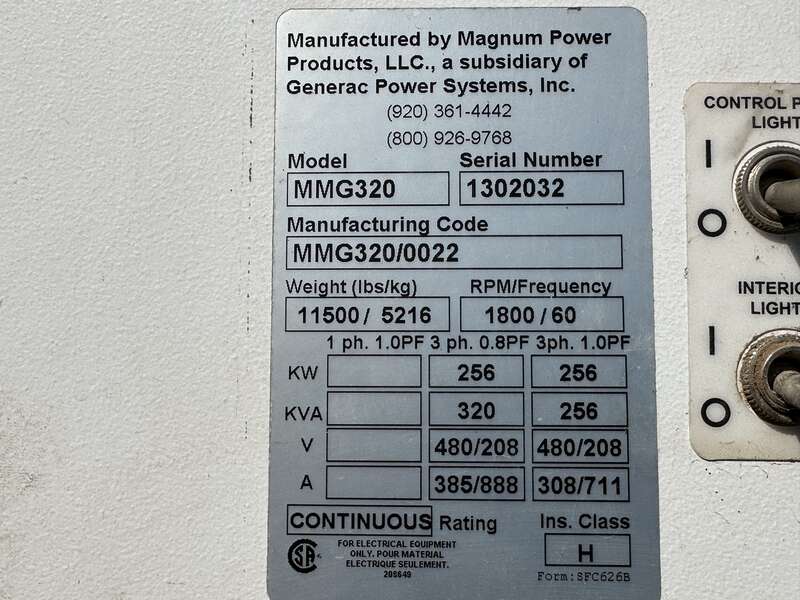 Manufactured by Magnum Power
Products, LLC., a subsidiary of
Generac Power Systems, Inc.
(920) 361-4442
(800) 926-9768
Model Serial Number
MMG320 1302032
Manufacturing Code
MMG320/0022
Weight (lbs/kg) RPM/Frequency
11500 / 5216 1800 / 60
1 ph. 1.0PF 3 ph. 0.8PF 3ph. 1.0PF
KW 256 256
KVA 320 256
V 480/208 480/208
A 385/888 308/711
CONTINUOUS Rating Ins. Class
H
SA
FOR ELECTRICAL EQUIPMENT
ONLY. POUR MATERIAL
ELECTRIQUE SEULEMENT.
205649
Form:SFC626B
CONTROL P
LIGHT
I
O
INTERIO
LIGHT
I
O